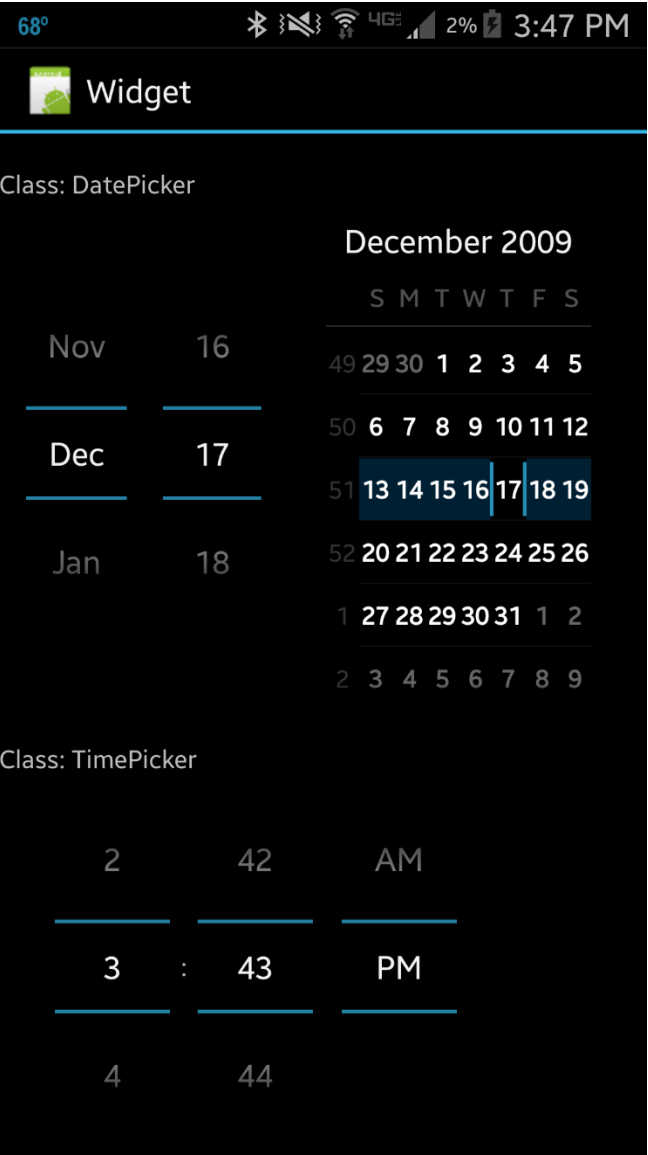 68° 4G LTE 2% 3:47 PM
Widget
Class: DatePicker
December 2009
S M T W T F S
Nov 16
49 29 30 1 2 3 4 5
50 6 7 8 9 10 11 12
Dec 17
51 13 14 15 16 17 18 19
Jan 18
52 20 21 22 23 24 25 26
1 27 28 29 30 31 1 2
2 3 4 5 6 7 8 9
Class: TimePicker
2 42 AM
3 : 43 PM
4 44